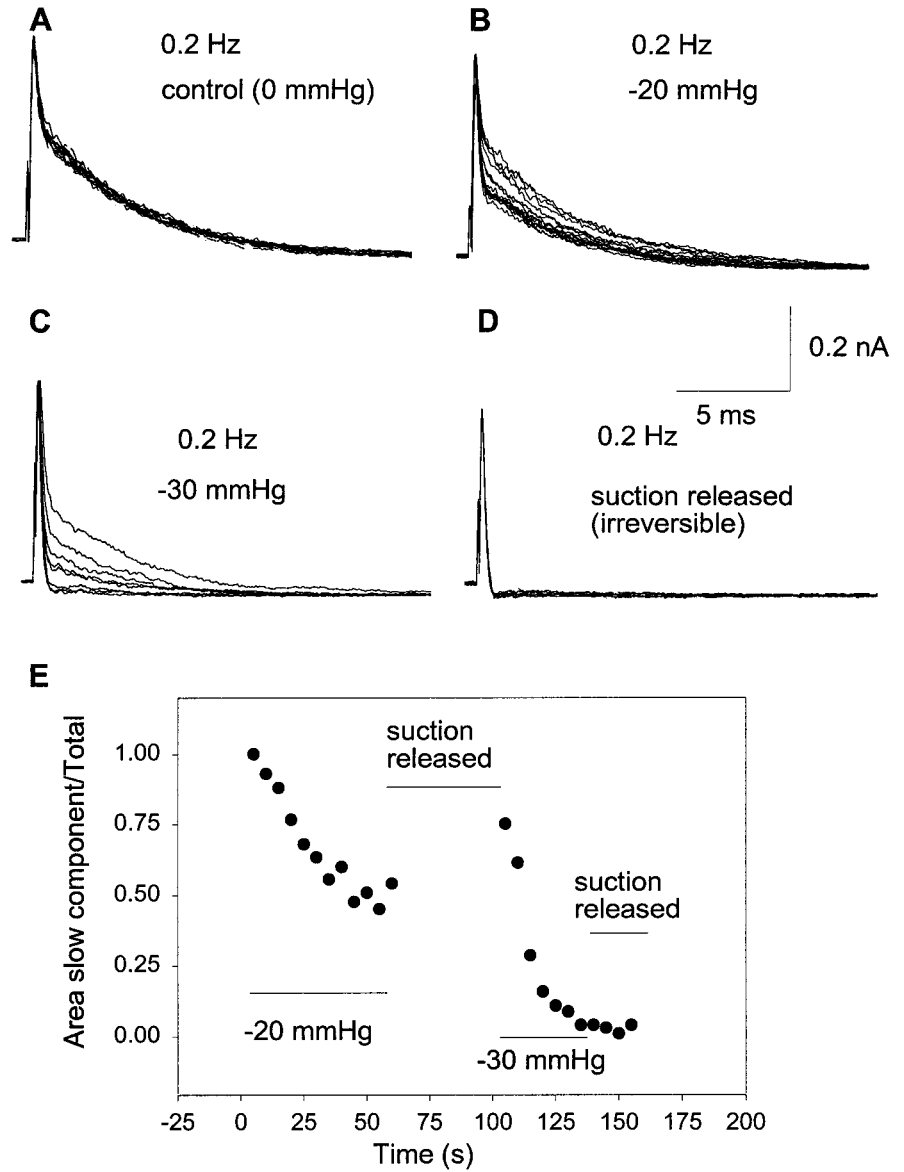 A
0.2 Hz
control (0 mmHg)
B
0.2 Hz
-20 mmHg
C
0.2 Hz
-30 mmHg
D
0.2 nA
5 ms
0.2 Hz
suction released
(irreversible)
E
Area slow component/Total
1.00
0.75
0.50
0.25
0.00
suction
released
suction
released
-20 mmHg
-30 mmHg
-25 0 25 50 75 100 125 150 175 200
Time (s)